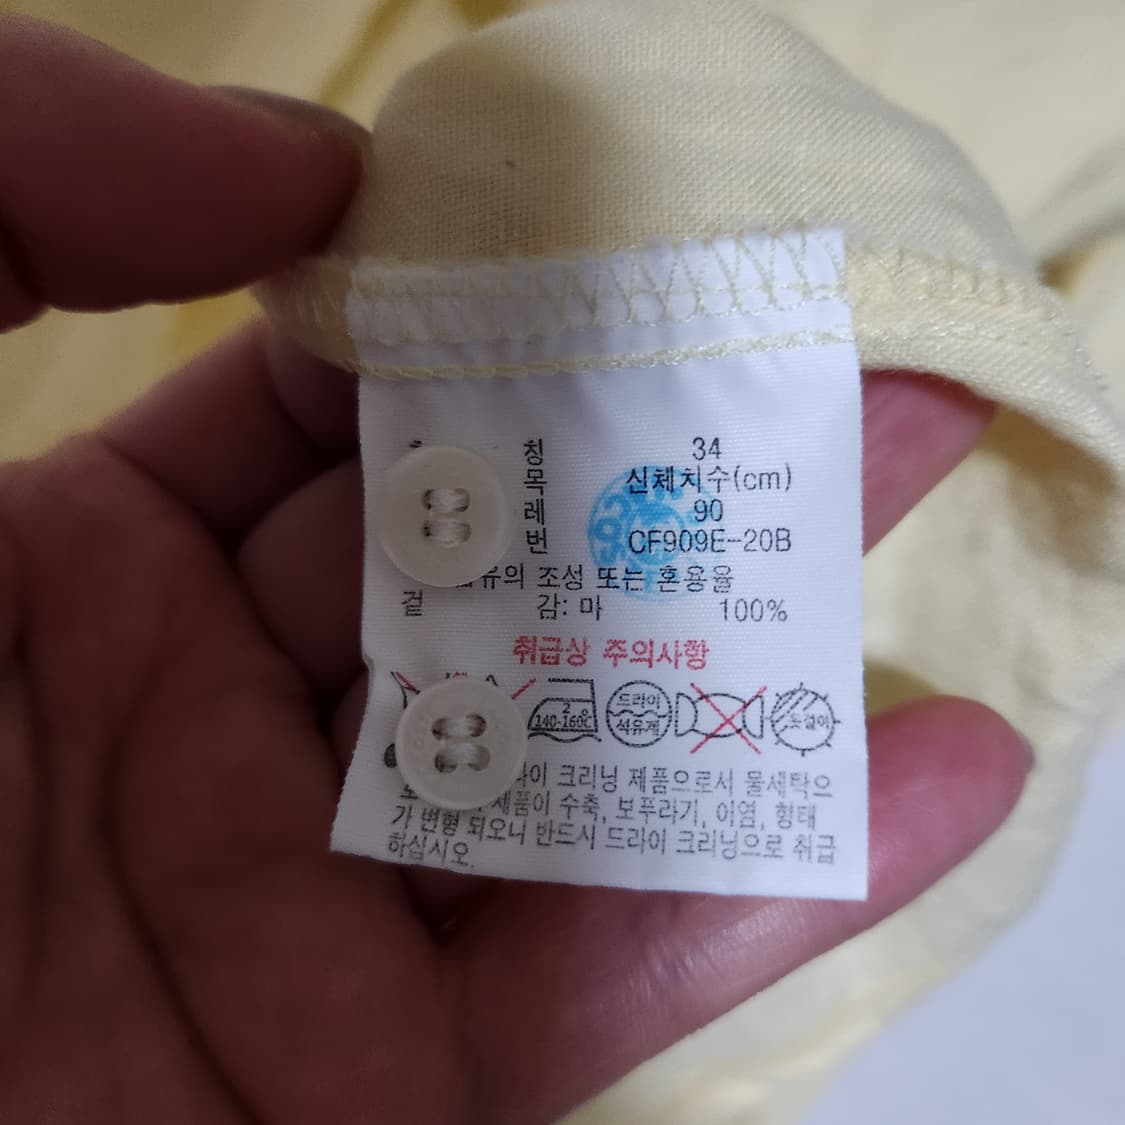 칭 34
목 신체치수(cm)
레 90
번 CF909E-20B
유의 조성 또는 혼용율
겉 감: 마 100%
취급상 주의사항
2 140-160℃ 드라이 석유계 옷걸이
크리닝 제품으로서 물세탁으
제품이 수축, 보푸라기, 이염, 형태
가 변형 되오니 반드시 드라이 크리닝으로 취급
하십시오.